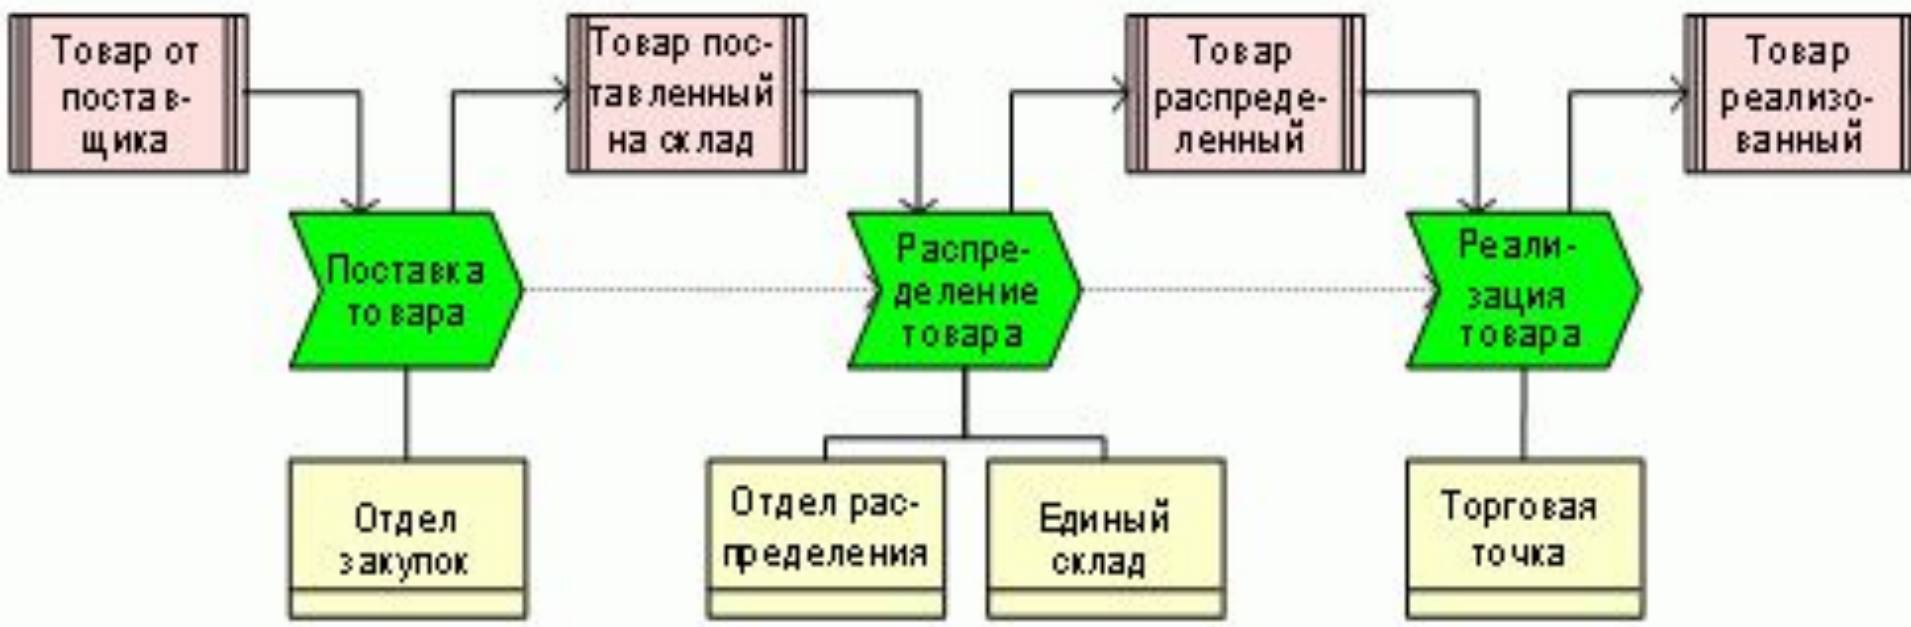 Товар от
постав-
щика
Товар пос-
тавленный
на склад
Товар
распреде-
ленный
Товар
реализо-
ванный
Поставка
товара
Распре-
деление
товара
Реали-
зация
товара
Отдел
закупок
Отдел рас-
пределения
Единый
склад
Торговая
точка